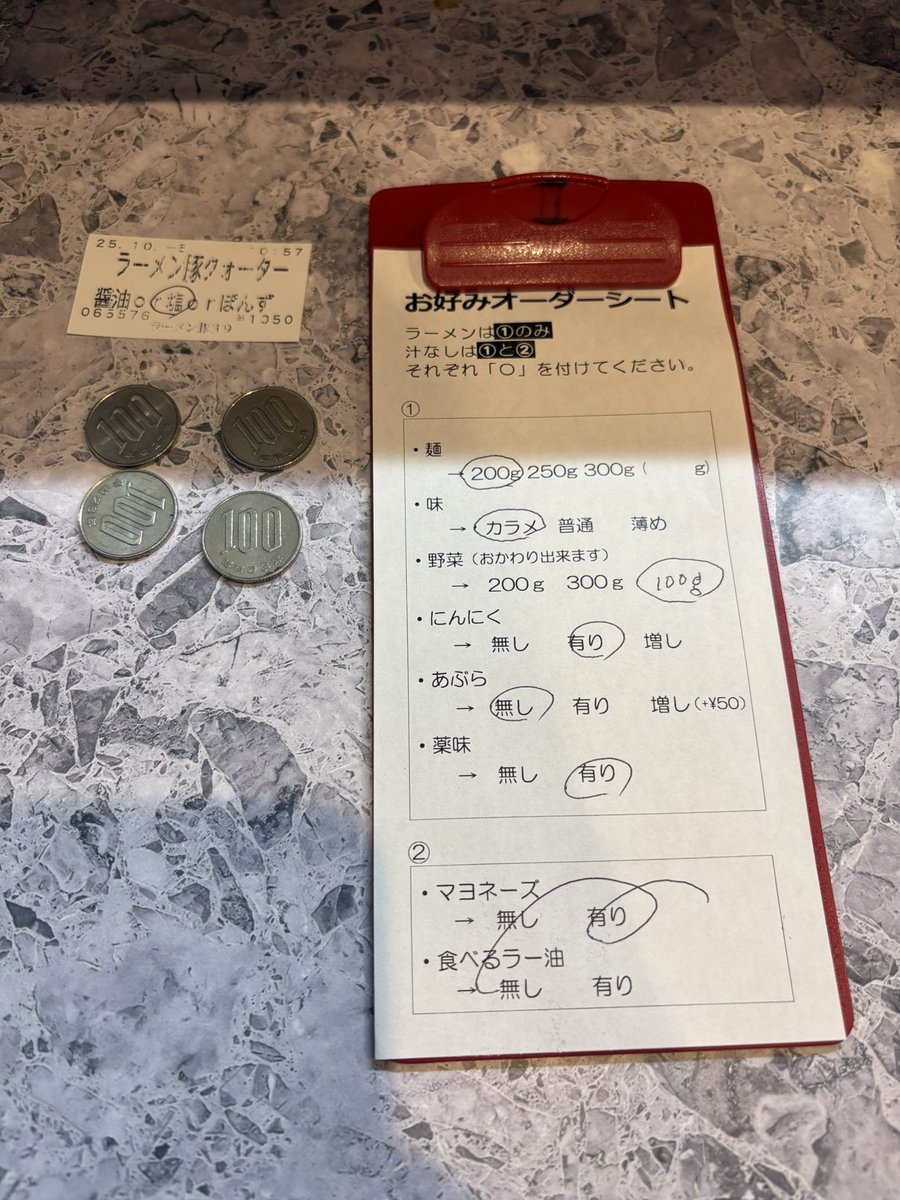 25.10.-5 0:57
ラーメン豚クォーター
醤油or塩orぽんず
065576 ¥1050
ラーメン豚39
100
100
100
100
お好みオーダーシート
ラーメンは①のみ
汁なしは①と②
それぞれ「○」を付けてください。
①
・麺
→ 200g 250g 300g ( g)
・味
→ カラメ 普通 薄め
・野菜(おかわり出来ます)
→ 200g 300g 100g
・にんにく
→ 無し 有り 増し
・あぶら
→ 無し 有り 増し(+¥50)
・薬味
→ 無し 有り
②
・マヨネーズ
→ 無し 有り
・食べるラー油
→ 無し 有り